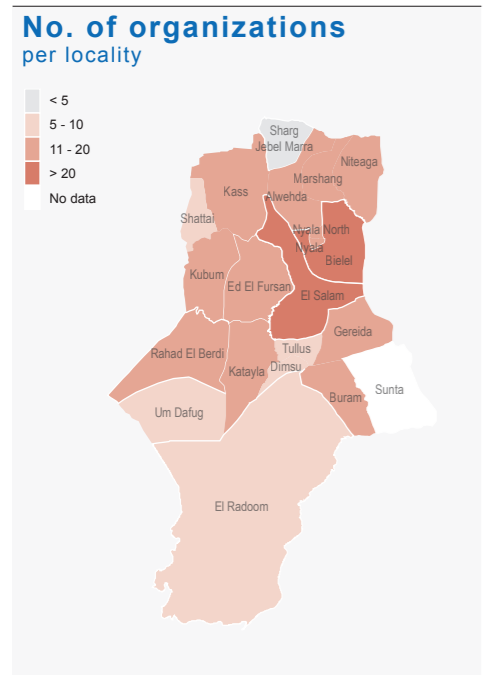 No. of organizations
per locality
< 5
5 - 10
11 - 20
> 20
No data
Sharg
Jebel Marra
Niteaga
Marshang
Kass
Alwehda
Shattai
Nyala North
Nyala
Bielel
Kubum
Ed El Fursan
El Salam
Gereida
Tullus
Rahad El Berdi
Dimsu
Katayla
Sunta
Buram
Um Dafug
El Radoom